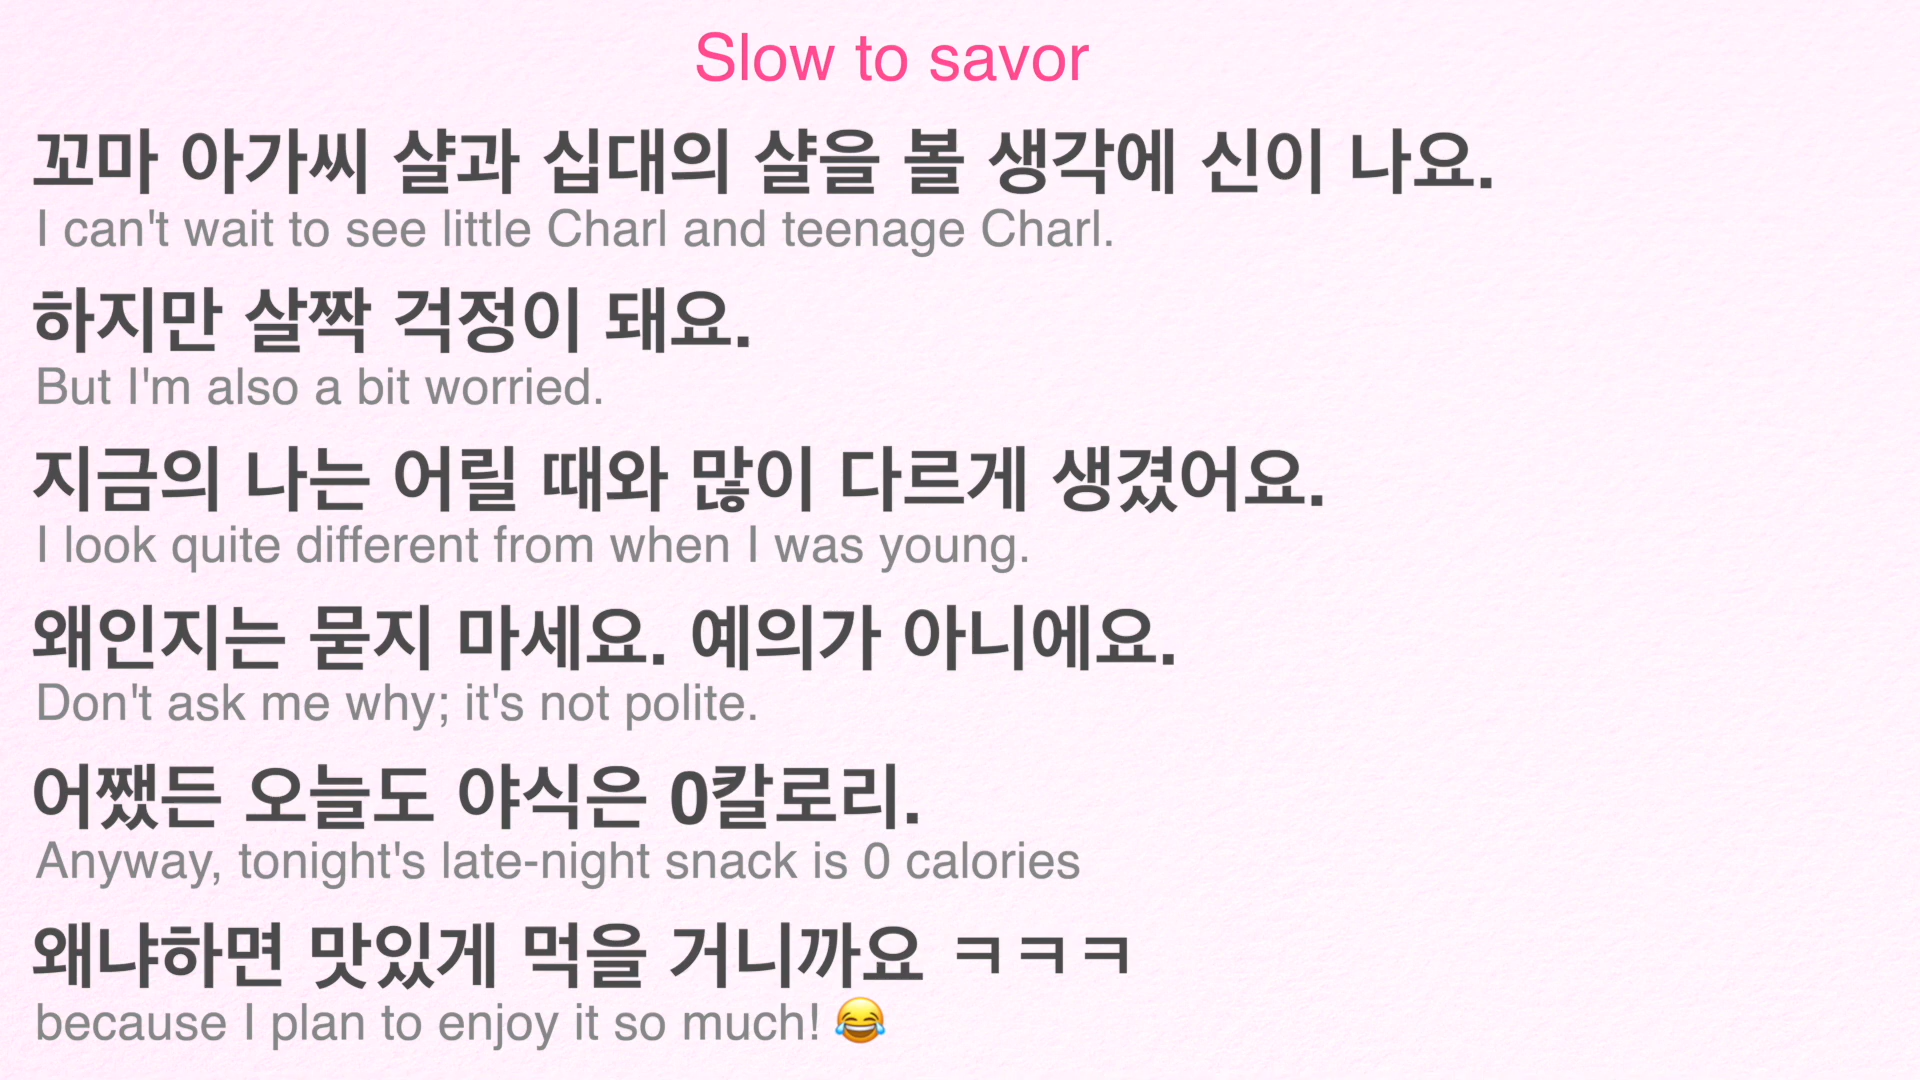 Slow to savor
꼬마 아가씨 샬과 십대의 샬을 볼 생각에 신이 나요.
I can't wait to see little Charl and teenage Charl.
하지만 살짝 걱정이 돼요.
But I'm also a bit worried.
지금의 나는 어릴 때와 많이 다르게 생겼어요.
I look quite different from when I was young.
왜인지는 묻지 마세요. 예의가 아니에요.
Don't ask me why; it's not polite.
어쨌든 오늘도 야식은 0칼로리.
Anyway, tonight's late-night snack is 0 calories
왜냐하면 맛있게 먹을 거니까요 ㅋㅋㅋ
because I plan to enjoy it so much! 😂